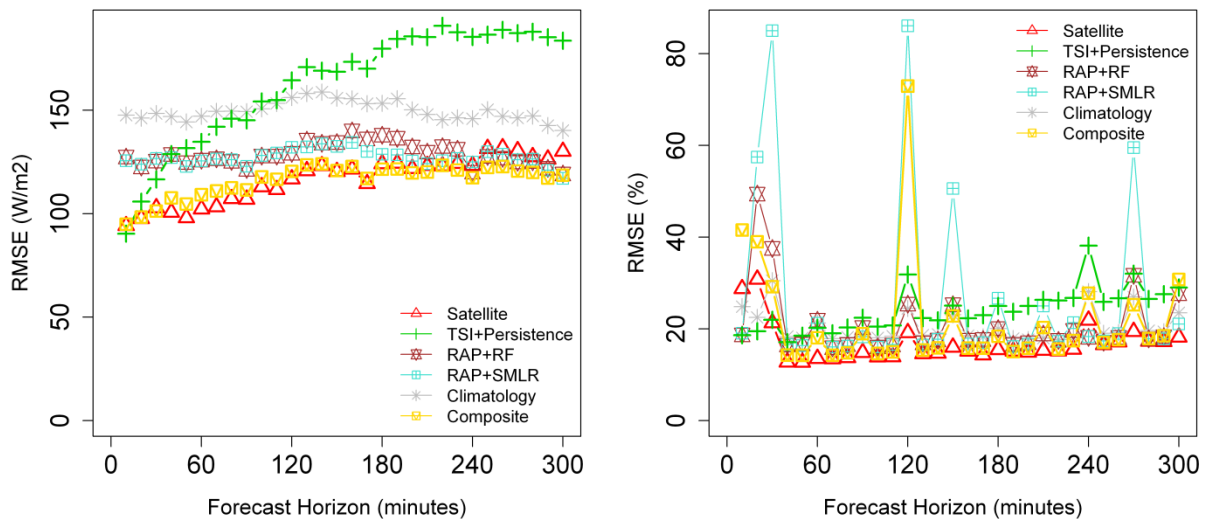 RMSE (W/m2)
0 50 100 150
Satellite
TSI+Persistence
RAP+RF
RAP+SMLR
Climatology
Composite
0 60 120 180 240 300
Forecast Horizon (minutes)
RMSE (%)
0 20 40 60 80
Satellite
TSI+Persistence
RAP+RF
RAP+SMLR
Climatology
Composite
0 60 120 180 240 300
Forecast Horizon (minutes)